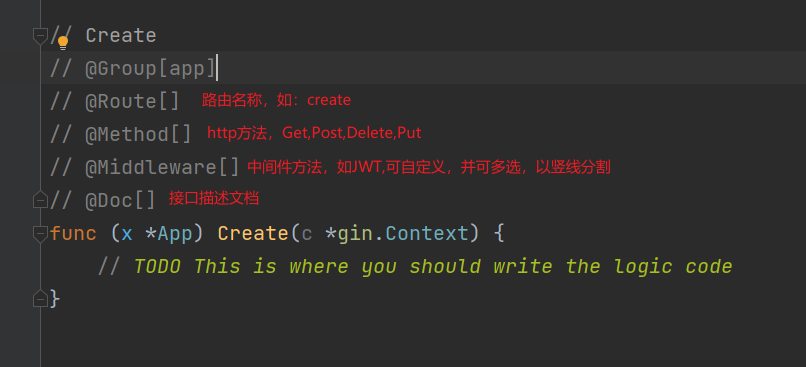 // Create
// @Group[app]
// @Route[] 路由名称，如：create
// @Method[] http方法，Get,Post,Delete,Put
// @Middleware[] 中间件方法，如JWT,可自定义，并可多选，以竖线分割
// @Doc[] 接口描述文档
func (x *App) Create(c *gin.Context) {
// TODO This is where you should write the logic code
}